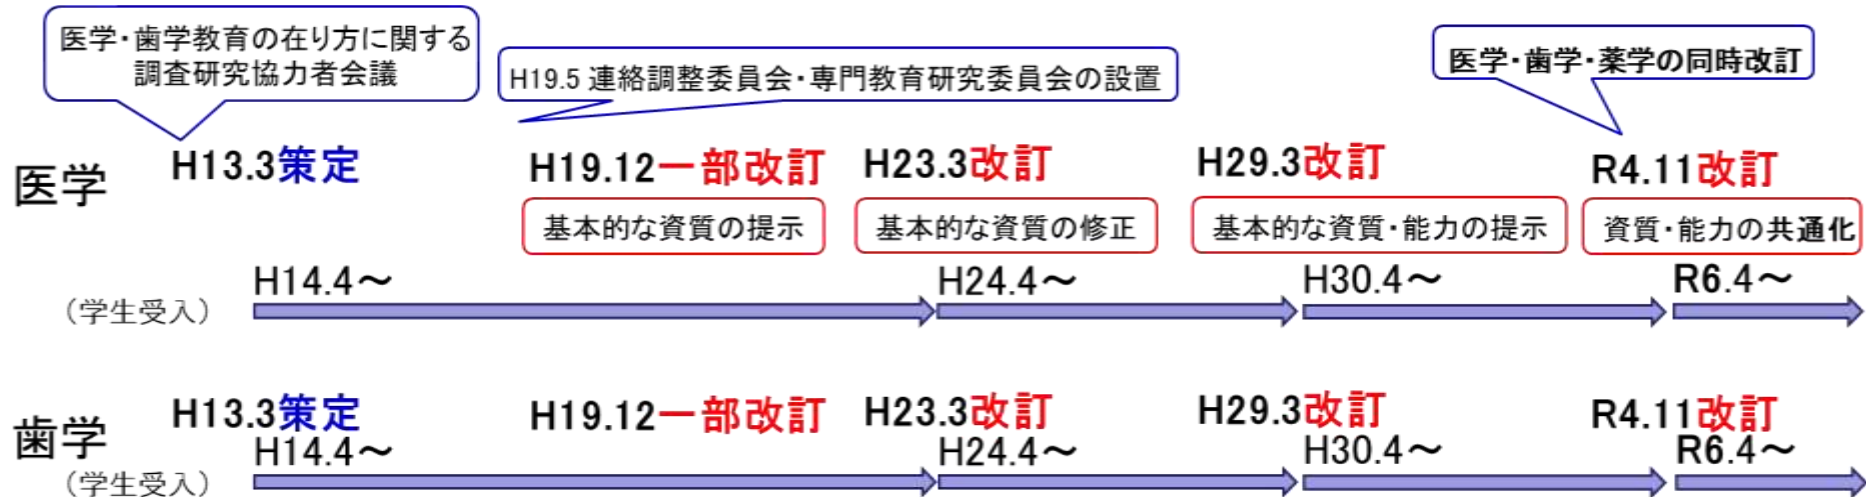 医学・歯学教育の在り方に関する
調査研究協力者会議
H19.5 連絡調整委員会・専門教育研究委員会の設置
医学・歯学・薬学の同時改訂
医学
H13.3策定
H19.12一部改訂
H23.3改訂
H29.3改訂
R4.11改訂
基本的な資質の提示
基本的な資質の修正
基本的な資質・能力の提示
資質・能力の共通化
（学生受入）
H14.4～
H24.4～
H30.4～
R6.4～
歯学
H13.3策定
H19.12一部改訂
H23.3改訂
H29.3改訂
R4.11改訂
（学生受入）
H14.4～
H24.4～
H30.4～
R6.4～